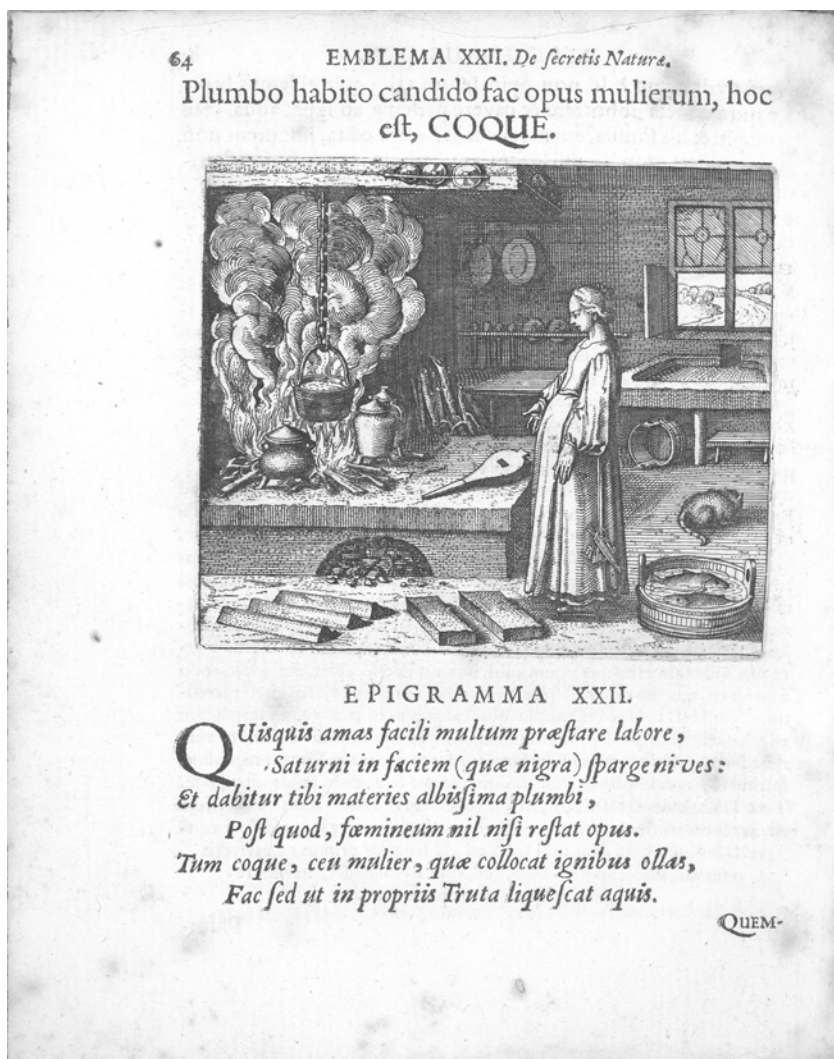 64 EMBLEMA XXII. De ſecretis Naturæ.
Plumbo habito candido fac opus mulierum, hoc
eſt, COQUE.
EPIGRAMMA XXII.
QUiſquis amas facili multum præſtare labore,
Saturni in faciem (quæ nigra) ſparge nives:
Et dabitur tibi materies albiſſima plumbi,
Poſt quod, fœmineum nil niſi reſtat opus.
Tum coque, ceu mulier, quæ collocat ignibus ollas,
Fac ſed ut in propriis Truta liqueſcat aquis.
QUEM-